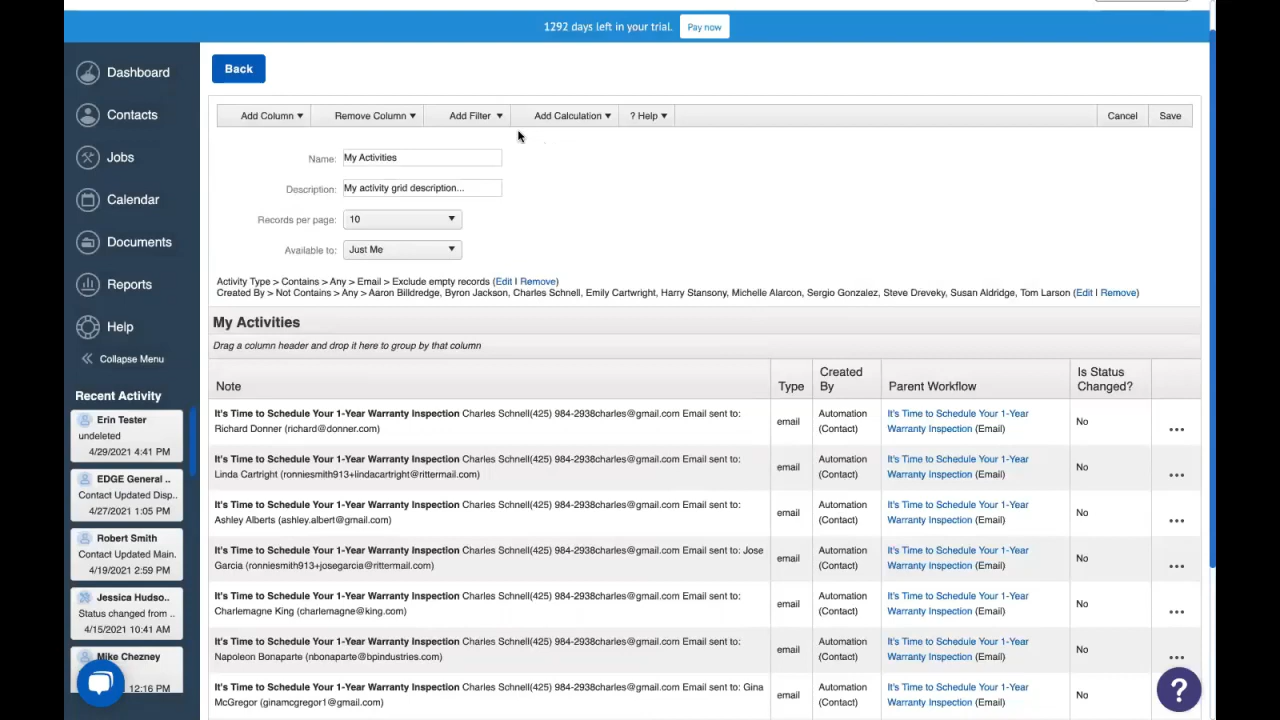 1292 days left in your trial. Pay now
Dashboard
Contacts
Jobs
Calendar
Documents
Reports
Help
Collapse Menu
Recent Activity
Erin Tester
undeleted
4/29/2021 4:41 PM
EDGE General ..
Contact Updated Disp..
4/27/2021 1:05 PM
Robert Smith
Contact Updated Main.
4/19/2021 2:59 PM
Jessica Hudso..
Status changed from ..
4/15/2021 10:41 AM
Mike Chezney
12:16 PM
Back
Add Column Remove Column Add Filter Add Calculation ? Help Cancel Save
Name: My Activities
Description: My activity grid description...
Records per page: 10
Available to: Just Me
Activity Type > Contains > Any > Email > Exclude empty records (Edit | Remove)
Created By > Not Contains > Any > Aaron Billdredge, Byron Jackson, Charles Schnell, Emily Cartwright, Harry Stansony, Michelle Alarcon, Sergio Gonzalez, Steve Dreveky, Susan Aldridge, Tom Larson (Edit | Remove)
My Activities
Drag a column header and drop it here to group by that column
Note Type Created By Parent Workflow Is Status Changed?
It's Time to Schedule Your 1-Year Warranty Inspection Charles Schnell(425) 984-2938charles@gmail.com Email sent to:
Richard Donner (richard@donner.com)
email
Automation
(Contact)
It's Time to Schedule Your 1-Year
Warranty Inspection (Email)
No
It's Time to Schedule Your 1-Year Warranty Inspection Charles Schnell(425) 984-2938charles@gmail.com Email sent to:
Linda Cartright (ronniesmith913+lindacartright@rittermail.com)
email
Automation
(Contact)
It's Time to Schedule Your 1-Year
Warranty Inspection (Email)
No
It's Time to Schedule Your 1-Year Warranty Inspection Charles Schnell(425) 984-2938charles@gmail.com Email sent to:
Ashley Alberts (ashley.albert@gmail.com)
email
Automation
(Contact)
It's Time to Schedule Your 1-Year
Warranty Inspection (Email)
No
It's Time to Schedule Your 1-Year Warranty Inspection Charles Schnell(425) 984-2938charles@gmail.com Email sent to: Jose
Garcia (ronniesmith913+josegarcia@rittermail.com)
email
Automation
(Contact)
It's Time to Schedule Your 1-Year
Warranty Inspection (Email)
No
It's Time to Schedule Your 1-Year Warranty Inspection Charles Schnell(425) 984-2938charles@gmail.com Email sent to:
Charlemagne King (charlemagne@king.com)
email
Automation
(Contact)
It's Time to Schedule Your 1-Year
Warranty Inspection (Email)
No
It's Time to Schedule Your 1-Year Warranty Inspection Charles Schnell(425) 984-2938charles@gmail.com Email sent to:
Napoleon Bonaparte (nbonaparte@bpindustries.com)
email
Automation
(Contact)
It's Time to Schedule Your 1-Year
Warranty Inspection (Email)
No
It's Time to Schedule Your 1-Year Warranty Inspection Charles Schnell(425) 984-2938charles@gmail.com Email sent to: Gina
McGregor (ginamcgregor1@gmail.com)
email
Automation
(Contact)
It's Time to Schedule Your 1-Year
Warranty Inspection (Email)
No
?